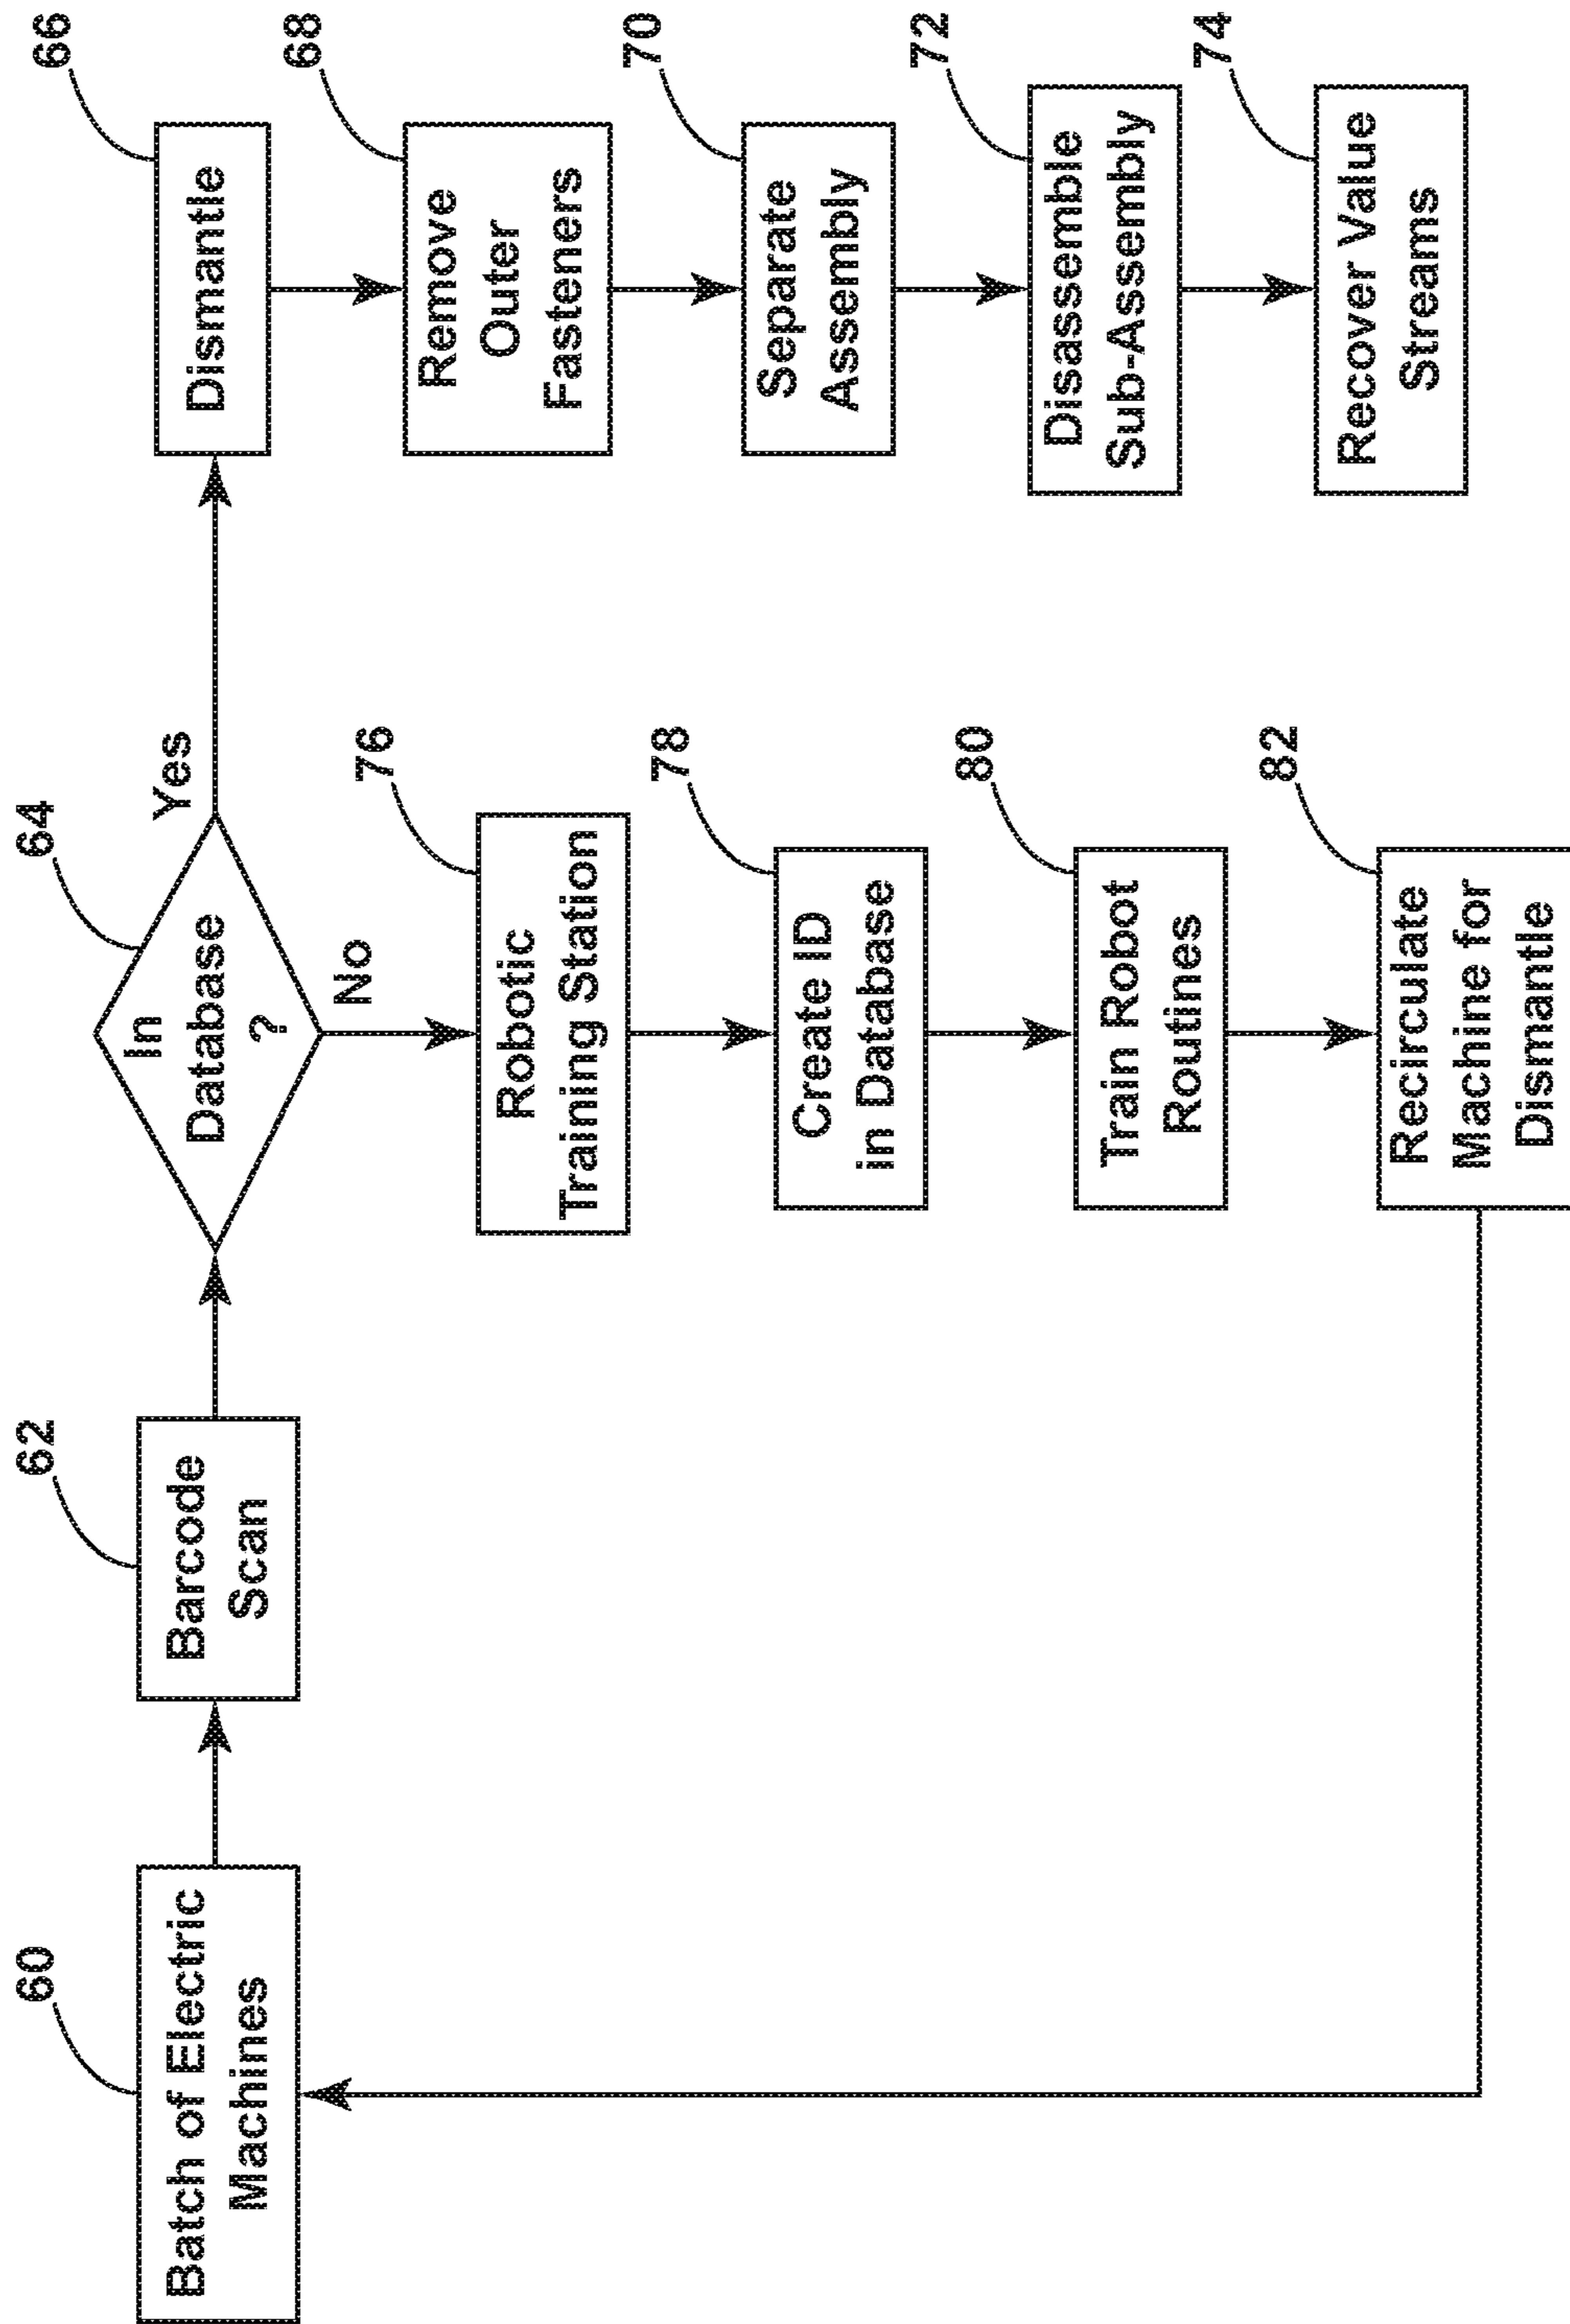 60
Batch of Electric
Machines
62
Barcode
Scan
64
In
Database
?
Yes
No
66
Dismantle
68
Remove
Outer
Fasteners
70
Separate
Assembly
72
Disassemble
Sub-Assembly
74
Recover Value
Streams
76
Robotic
Training Station
78
Create ID
in Database
80
Train Robot
Routines
82
Recirculate
Machine for
Dismantle